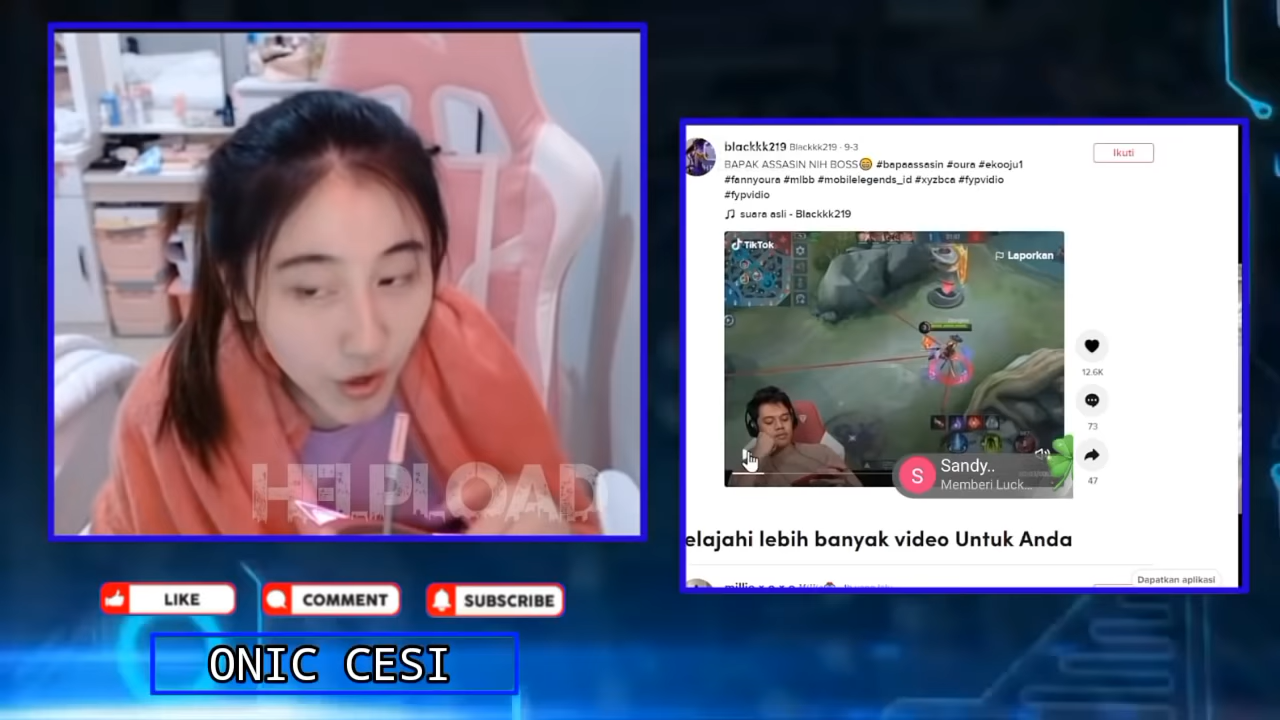 HELPLOAD
LIKE
COMMENT
SUBSCRIBE
ONIC CESI
blackkk219 Blackkk219 · 9-3
Ikuti
BAPAK ASSASIN NIH BOSS😁 #bapaassasin #oura #ekooju1
#fannyoura #mlbb #mobilelegends_id #xyzbca #fypvidio
#fypvidio
suara asli - Blackkk219
TikTok
Laporkan
12.6K
73
47
S
Sandy..
Memberi Luck...
elajahi lebih banyak video Untuk Anda
Dapatkan aplikasi